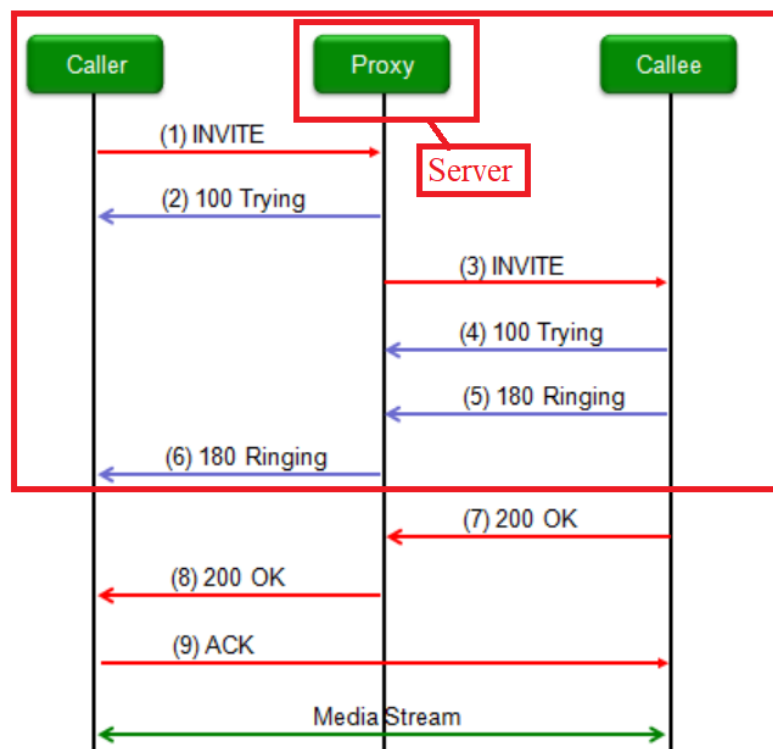 Caller
Proxy
Callee
(1) INVITE
Server
(2) 100 Trying
(3) INVITE
(4) 100 Trying
(5) 180 Ringing
(6) 180 Ringing
(7) 200 OK
(8) 200 OK
(9) ACK
Media Stream